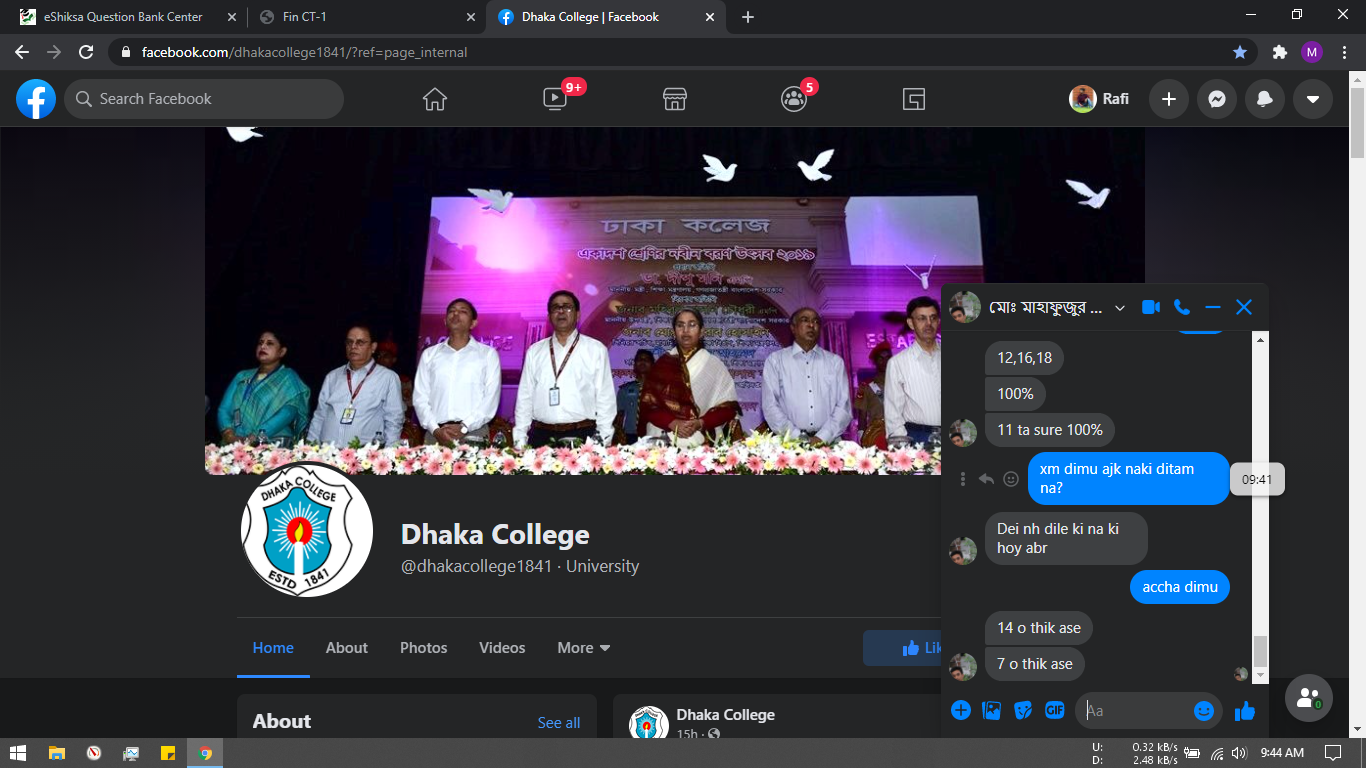 eShiksa Question Bank Center
Fin CT-1
Dhaka College | Facebook
facebook.com/dhakacollege1841/?ref=page_internal
M
Search Facebook
9+
5
Rafi
ঢাকা কলেজ
একাদশ শ্রেণির নবীন বরণ উৎসব ২০১৯
ডা. দীপু মনি
DHAKA COLLEGE
ESTD 1841
Dhaka College
@dhakacollege1841 · University
Home
About
Photos
Videos
More
Lik
About
See all
Dhaka College
15h ·
মোঃ মাহাফুজুর ...
12,16,18
100%
11 ta sure 100%
xm dimu ajk naki ditam
na?
09:41
Dei nh dile ki na ki
hoy abr
accha dimu
14 o thik ase
7 o thik ase
GIF
Aa
0
U: 0.32 kB/s
D: 2.48 kB/s
9:44 AM